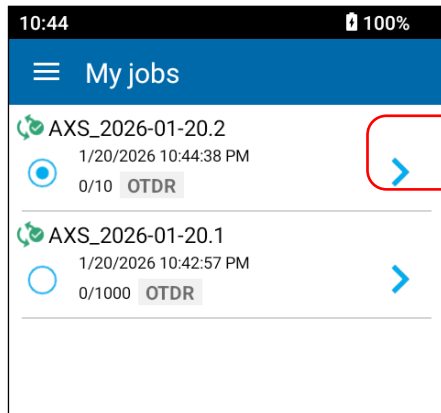 10:44 100%
My jobs
AXS_2026-01-20.2
1/20/2026 10:44:38 PM
0/10 OTDR
AXS_2026-01-20.1
1/20/2026 10:42:57 PM
0/1000 OTDR